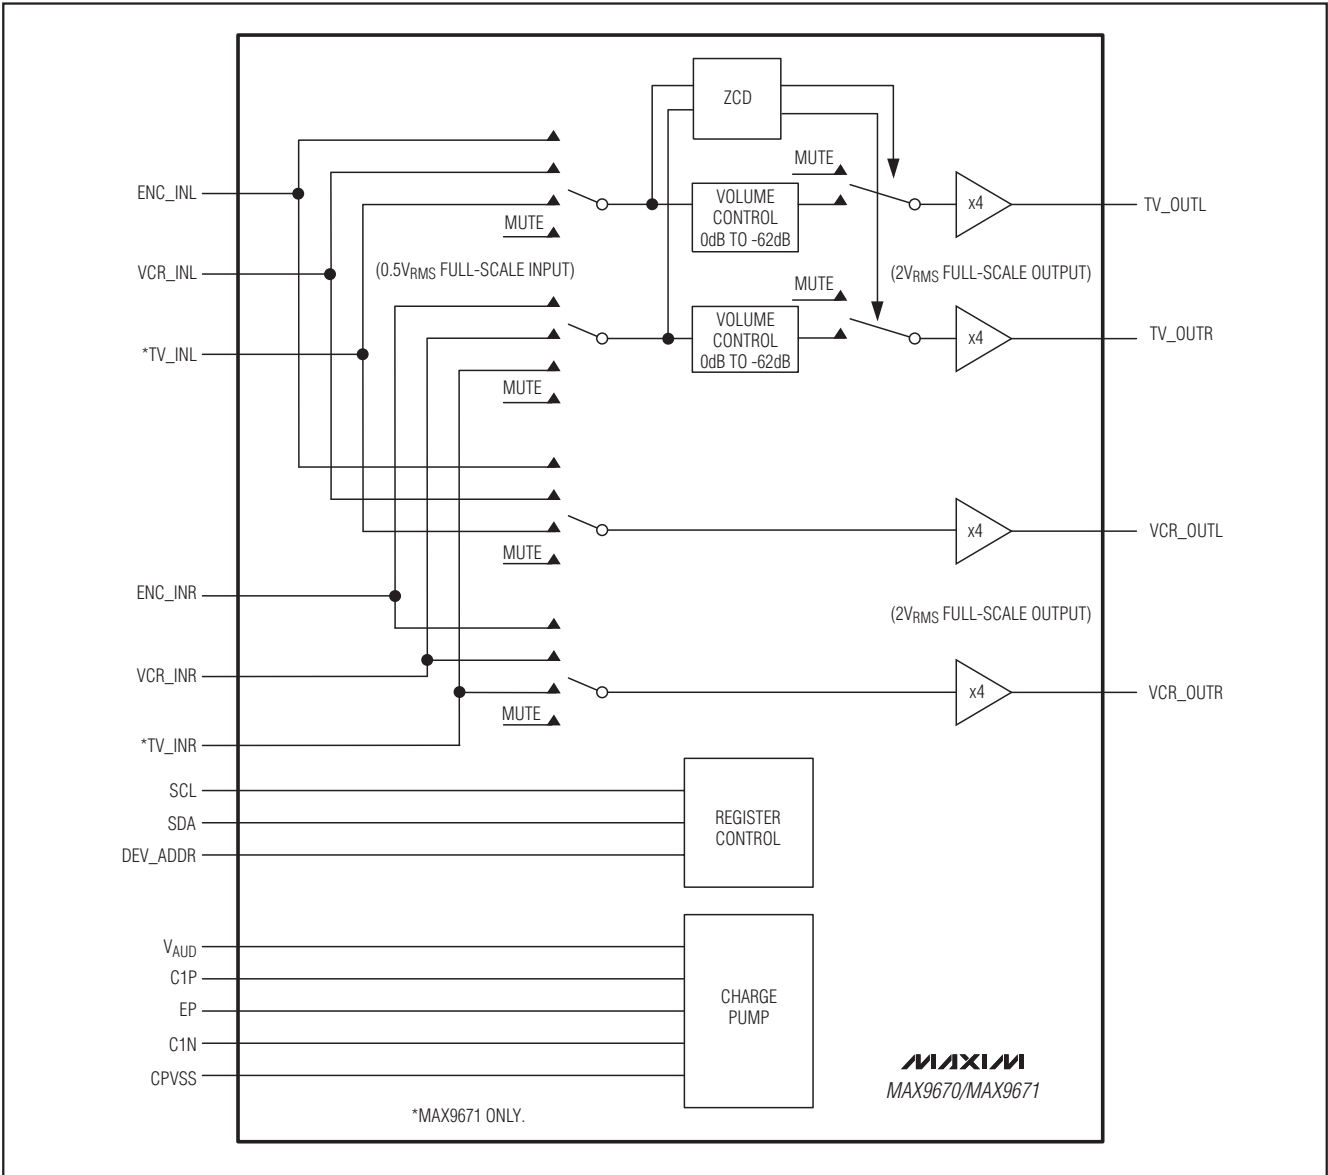 ZCD
MUTE
ENC_INL
VOLUME
CONTROL
0dB TO -62dB
x4
TV_OUTL
MUTE
VCR_INL
(0.5VRMS FULL-SCALE INPUT)
(2VRMS FULL-SCALE OUTPUT)
MUTE
*TV_INL
VOLUME
CONTROL
0dB TO -62dB
x4
TV_OUTR
MUTE
x4
VCR_OUTL
MUTE
ENC_INR
(2VRMS FULL-SCALE OUTPUT)
VCR_INR
x4
VCR_OUTR
MUTE
*TV_INR
SCL
SDA
DEV_ADDR
REGISTER
CONTROL
VAUD
C1P
EP
C1N
CPVSS
CHARGE
PUMP
MAXIM
MAX9670/MAX9671
*MAX9671 ONLY.